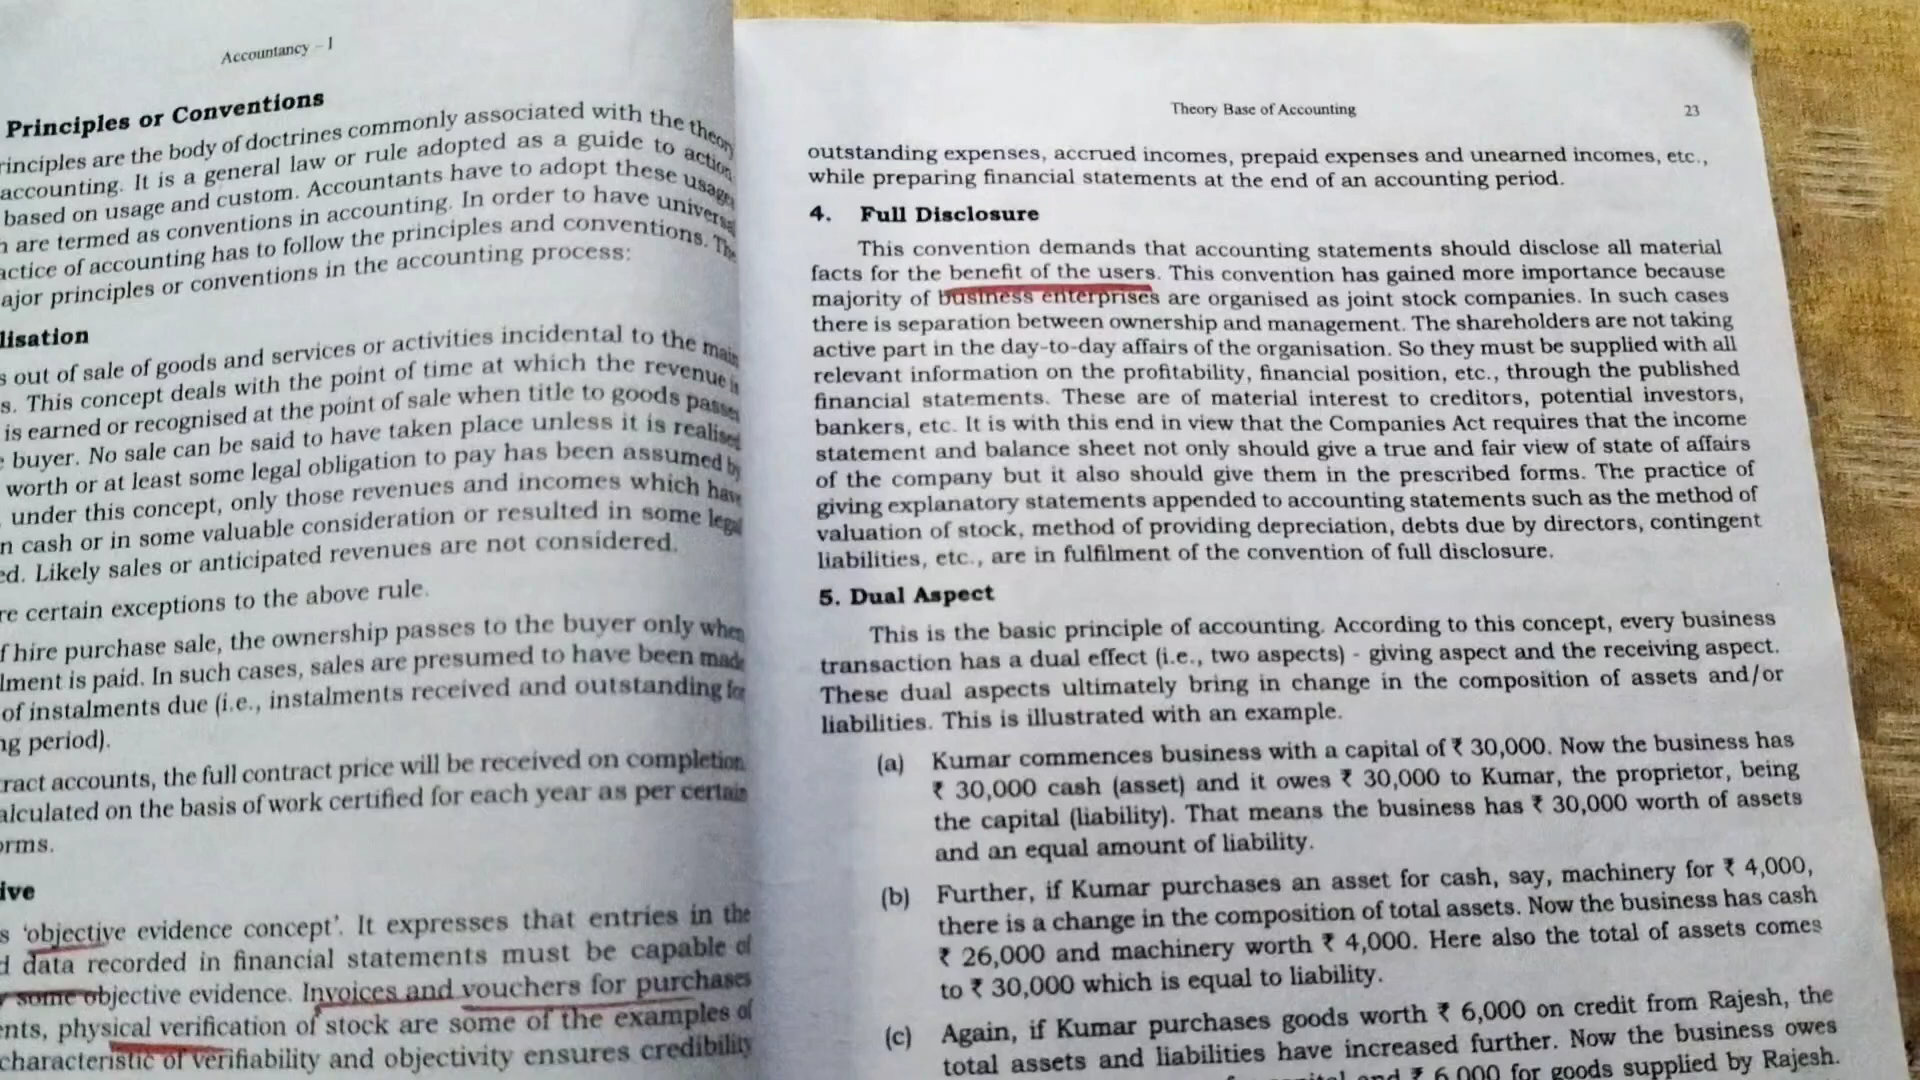 Accountancy – I
Principles or Conventions
rinciples are the body of doctrines commonly associated with the theory
accounting. It is a general law or rule adopted as a guide to action,
based on usage and custom. Accountants have to adopt these usage
are termed as conventions in accounting. In order to have universal
actice of accounting has to follow the principles and conventions. The
ajor principles or conventions in the accounting process:
lisation
s out of sale of goods and services or activities incidental to the main
s. This concept deals with the point of time at which the revenue is
is earned or recognised at the point of sale when title to goods passes
buyer. No sale can be said to have taken place unless it is realised
worth or at least some legal obligation to pay has been assumed by
under this concept, only those revenues and incomes which have
n cash or in some valuable consideration or resulted in some legal
ed. Likely sales or anticipated revenues are not considered.
re certain exceptions to the above rule.
f hire purchase sale, the ownership passes to the buyer only when
lment is paid. In such cases, sales are presumed to have been made
of instalments due (i.e., instalments received and outstanding for
ng period).
ract accounts, the full contract price will be received on completion
alculated on the basis of work certified for each year as per certain
orms.
ive
s 'objective evidence concept'. It expresses that entries in the
d data recorded in financial statements must be capable of
some objective evidence. Invoices and vouchers for purchases
ents, physical verification of stock are some of the examples of
characteristic of verifiability and objectivity ensures credibility
Theory Base of Accounting 23
outstanding expenses, accrued incomes, prepaid expenses and unearned incomes, etc.,
while preparing financial statements at the end of an accounting period.
4. Full Disclosure
This convention demands that accounting statements should disclose all material
facts for the benefit of the users. This convention has gained more importance because
majority of business enterprises are organised as joint stock companies. In such cases
there is separation between ownership and management. The shareholders are not taking
active part in the day-to-day affairs of the organisation. So they must be supplied with all
relevant information on the profitability, financial position, etc., through the published
financial statements. These are of material interest to creditors, potential investors,
bankers, etc. It is with this end in view that the Companies Act requires that the income
statement and balance sheet not only should give a true and fair view of state of affairs
of the company but it also should give them in the prescribed forms. The practice of
giving explanatory statements appended to accounting statements such as the method of
valuation of stock, method of providing depreciation, debts due by directors, contingent
liabilities, etc., are in fulfilment of the convention of full disclosure.
5. Dual Aspect
This is the basic principle of accounting. According to this concept, every business
transaction has a dual effect (i.e., two aspects) - giving aspect and the receiving aspect.
These dual aspects ultimately bring in change in the composition of assets and/or
liabilities. This is illustrated with an example.
(a) Kumar commences business with a capital of ₹ 30,000. Now the business has
₹ 30,000 cash (asset) and it owes ₹ 30,000 to Kumar, the proprietor, being
the capital (liability). That means the business has ₹ 30,000 worth of assets
and an equal amount of liability.
(b) Further, if Kumar purchases an asset for cash, say, machinery for ₹ 4,000,
there is a change in the composition of total assets. Now the business has cash
₹ 26,000 and machinery worth ₹ 4,000. Here also the total of assets comes
to ₹ 30,000 which is equal to liability.
(c) Again, if Kumar purchases goods worth ₹ 6,000 on credit from Rajesh, the
total assets and liabilities have increased further. Now the business owes
and ₹ 6,000 for goods supplied by Rajesh.